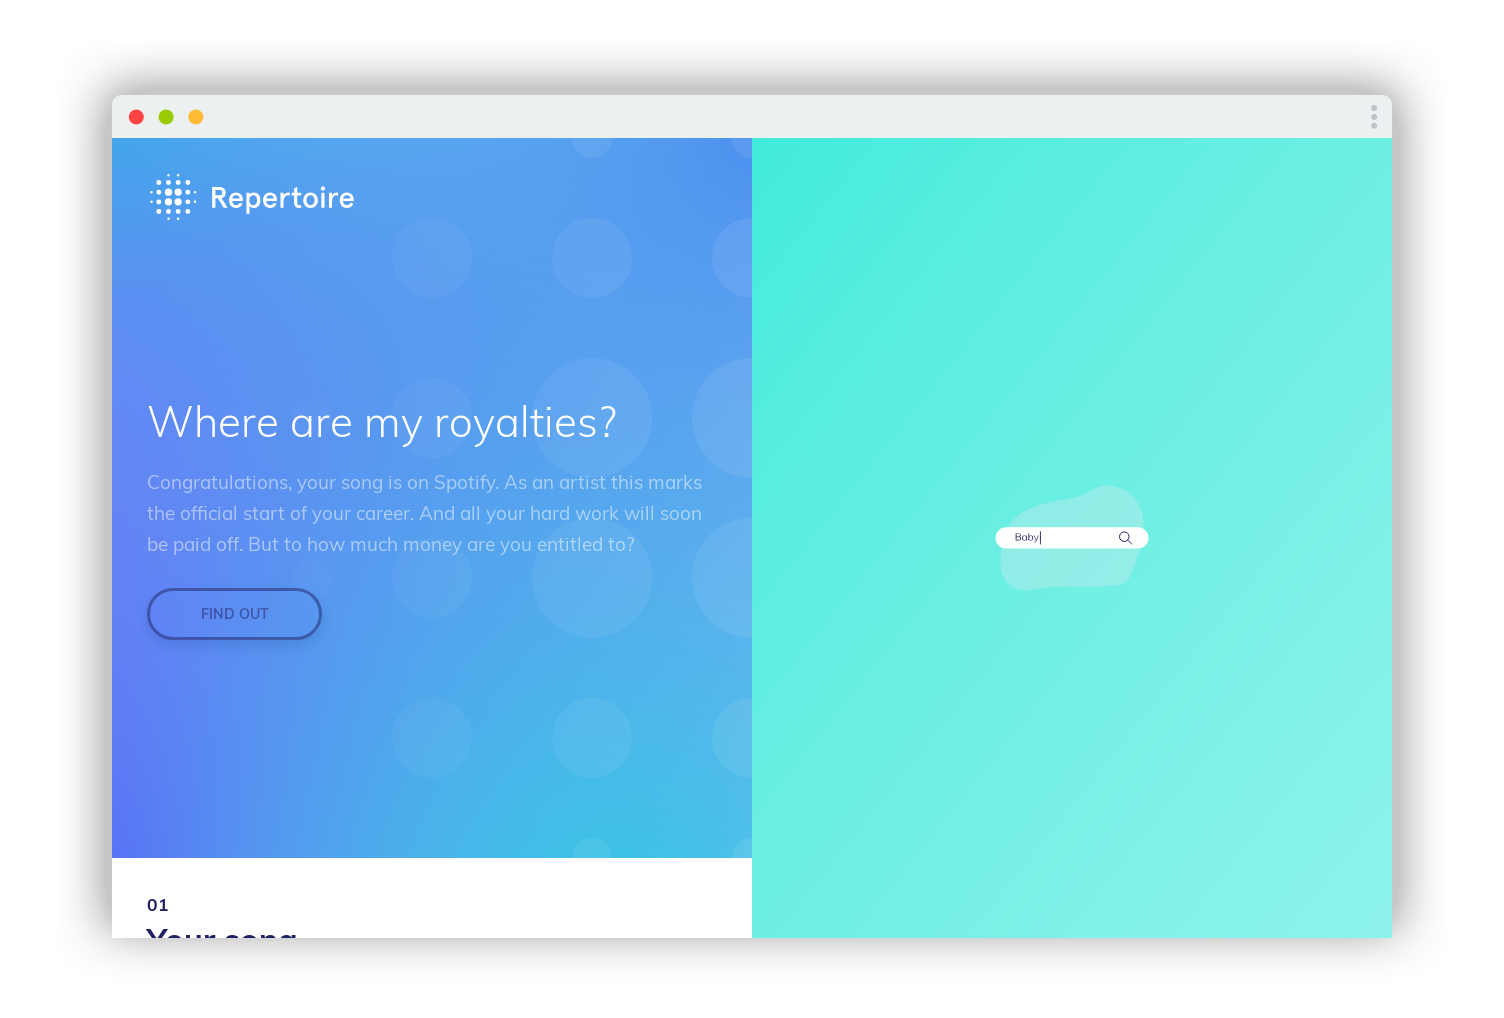 Repertoire
Where are my royalties?
Congratulations, your song is on Spotify. As an artist this marks
the official start of your career. And all your hard work will soon
be paid off. But to how much money are you entitled to?
FIND OUT
Baby
01
Your song